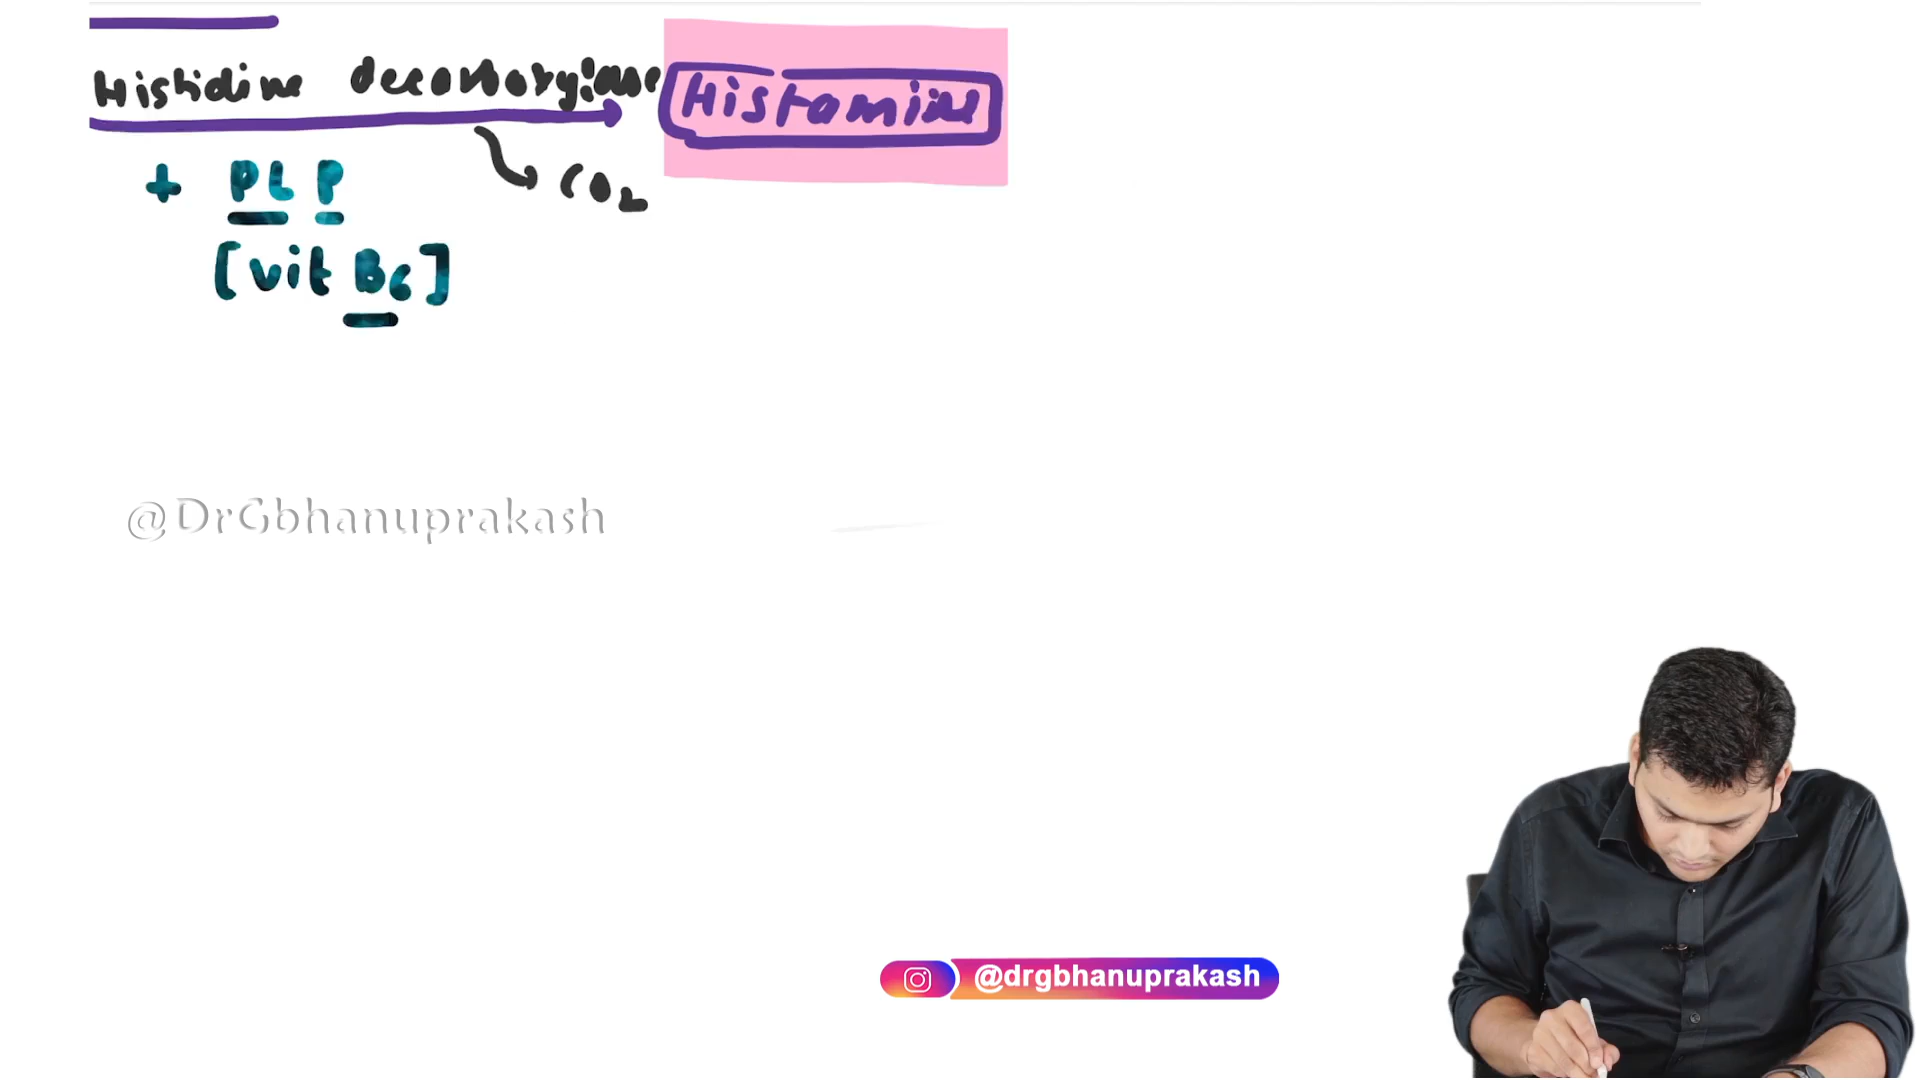 Histidine decarboxylase
Histamine
CO2
+ PLP
[vit B6]
@DrGbhanuprakash
@drgbhanuprakash